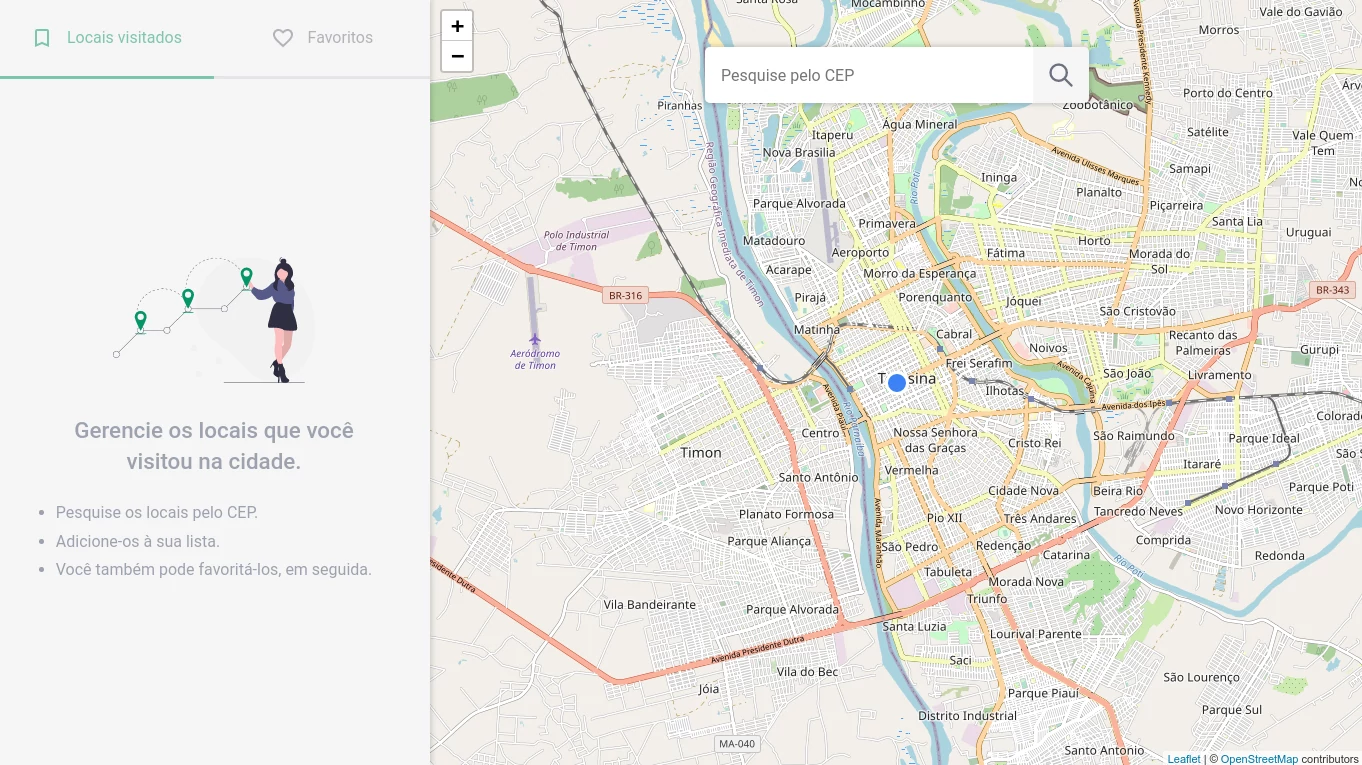 Locais visitados
Favoritos
Gerencie os locais que você
visitou na cidade.
Pesquise os locais pelo CEP.
Adicione-os à sua lista.
Você também pode favoritá-los, em seguida.
+
−
Pesquise pelo CEP
Mocambinho
Vale do Gavião
Morros
Avenida Presidente Kennedy
Porto do Centro
Zoobotânico
Piranhas
Água Mineral
Itaperu
Satélite
Vale Quem
Tem
Nova Brasilia
Avenida Ulisses Marques
Samapi
Ininga
Planalto
Rio Poti
Região Geográfica Imediata de Timon
Parque Alvorada
Piçarreira
Primavera
Santa Lia
Uruguai
Polo Industrial
de Timon
Matadouro
Horto
Aeroporto
Fátima
Morada do
Sol
Acarape
Morro da Esperança
BR-316
BR-343
Pirajá
Porenquanto
Jóquei
São Cristovão
Matinha
Cabral
Recanto das
Palmeiras
Noivos
Gurupi
Aeródromo
de Timon
Frei Serafim
São João
Livramento
Ilhotas
Avenida dos Ipês
Rio Parnaíba
Centro
Nossa Senhora
das Graças
Cristo Rei
São Raimundo
Parque Ideal
Timon
Vermelha
Itararé
Santo Antônio
Cidade Nova
Beira Rio
Parque Poti
Planato Formosa
Avenida Maranhão
Pio XII
Três Andares
Tancredo Neves
Novo Horizonte
Parque Aliança
São Pedro
Redenção
Catarina
Comprida
Redonda
Rio Poti
Tabuleta
Morada Nova
Vila Bandeirante
Parque Alvorada
Triunfo
Santa Luzia
Lourival Parente
Avenida Presidente Dutra
Saci
Vila do Bec
São Lourenço
Jóia
Parque Piauí
Parque Sul
Distrito Industrial
MA-040
Santo Antonio
Leaflet | © OpenStreetMap contributors